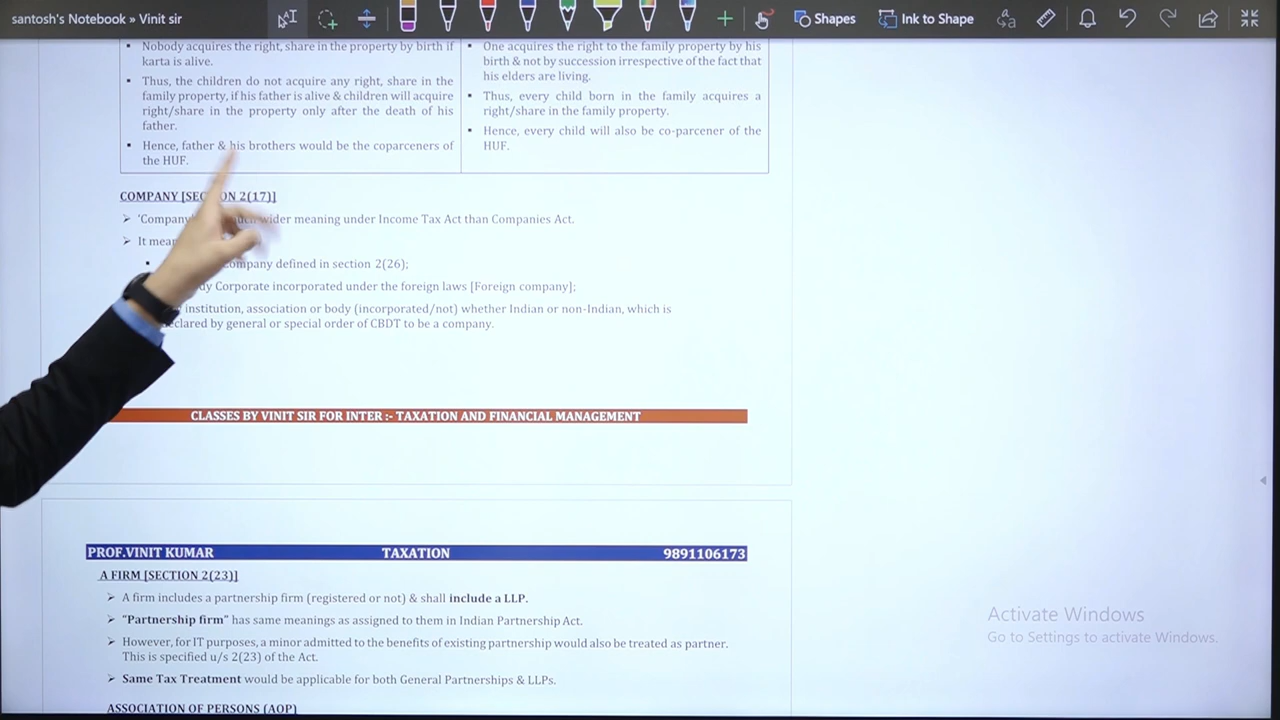 santosh's Notebook » Vinit sir
Shapes
Ink to Shape
Nobody acquires the right, share in the property by birth if
karta is alive.
Thus, the children do not acquire any right, share in the
family property, if his father is alive & children will acquire
right/share in the property only after the death of his
father.
Hence, father & his brothers would be the coparceners of
the HUF.
One acquires the right to the family property by his
birth & not by succession irrespective of the fact that
his elders are living.
Thus, every child born in the family acquires a
right/share in the family property.
Hence, every child will also be co-parcener of the
HUF.
COMPANY [SEC ON 2(17)]
'Company' wider meaning under Income Tax Act than Companies Act.
It mea
company defined in section 2(26);
dy Corporate incorporated under the foreign laws [Foreign company];
institution, association or body (incorporated/not) whether Indian or non-Indian, which is
eclared by general or special order of CBDT to be a company.
CLASSES BY VINIT SIR FOR INTER :- TAXATION AND FINANCIAL MANAGEMENT
PROF.VINIT KUMAR TAXATION 9891106173
A FIRM [SECTION 2(23)]
A firm includes a partnership firm (registered or not) & shall include a LLP.
"Partnership firm" has same meanings as assigned to them in Indian Partnership Act.
However, for IT purposes, a minor admitted to the benefits of existing partnership would also be treated as partner.
This is specified u/s 2(23) of the Act.
Same Tax Treatment would be applicable for both General Partnerships & LLPs.
ASSOCIATION OF PERSONS (AOP)
Activate Windows
Go to Settings to activate Windows.